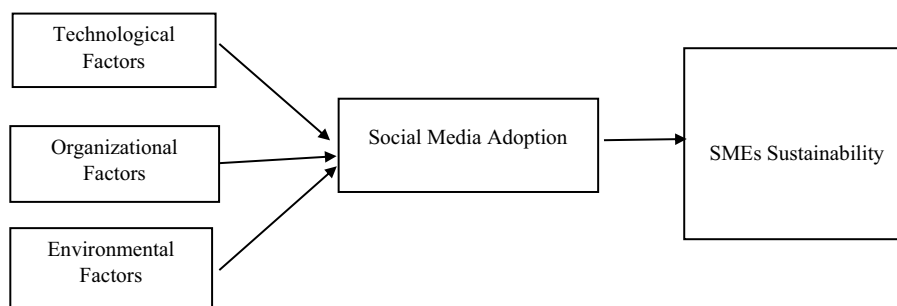 Technological
Factors
Organizational
Factors
Environmental
Factors
Social Media Adoption
SMEs Sustainability